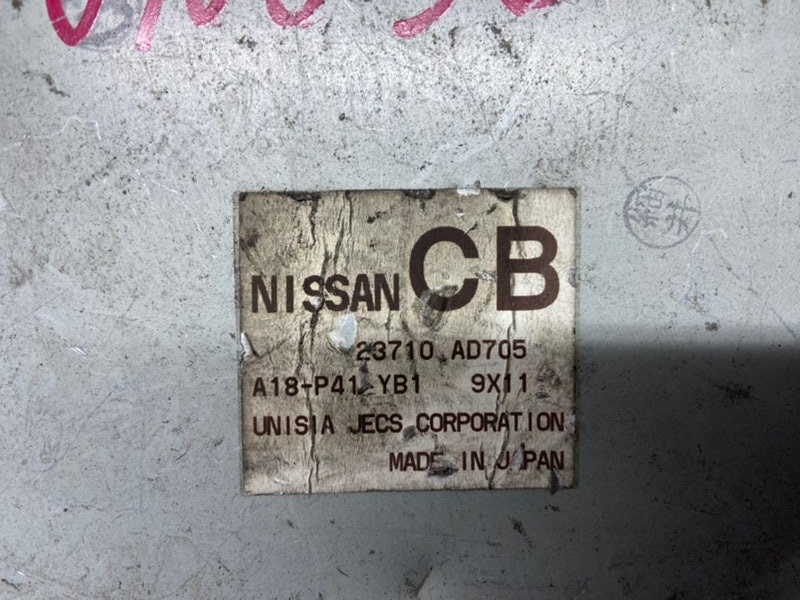 NISSAN CB
23710 AD705
A18-P41 YB1 9X11
UNISIA JECS CORPORATION
MADE IN JAPAN